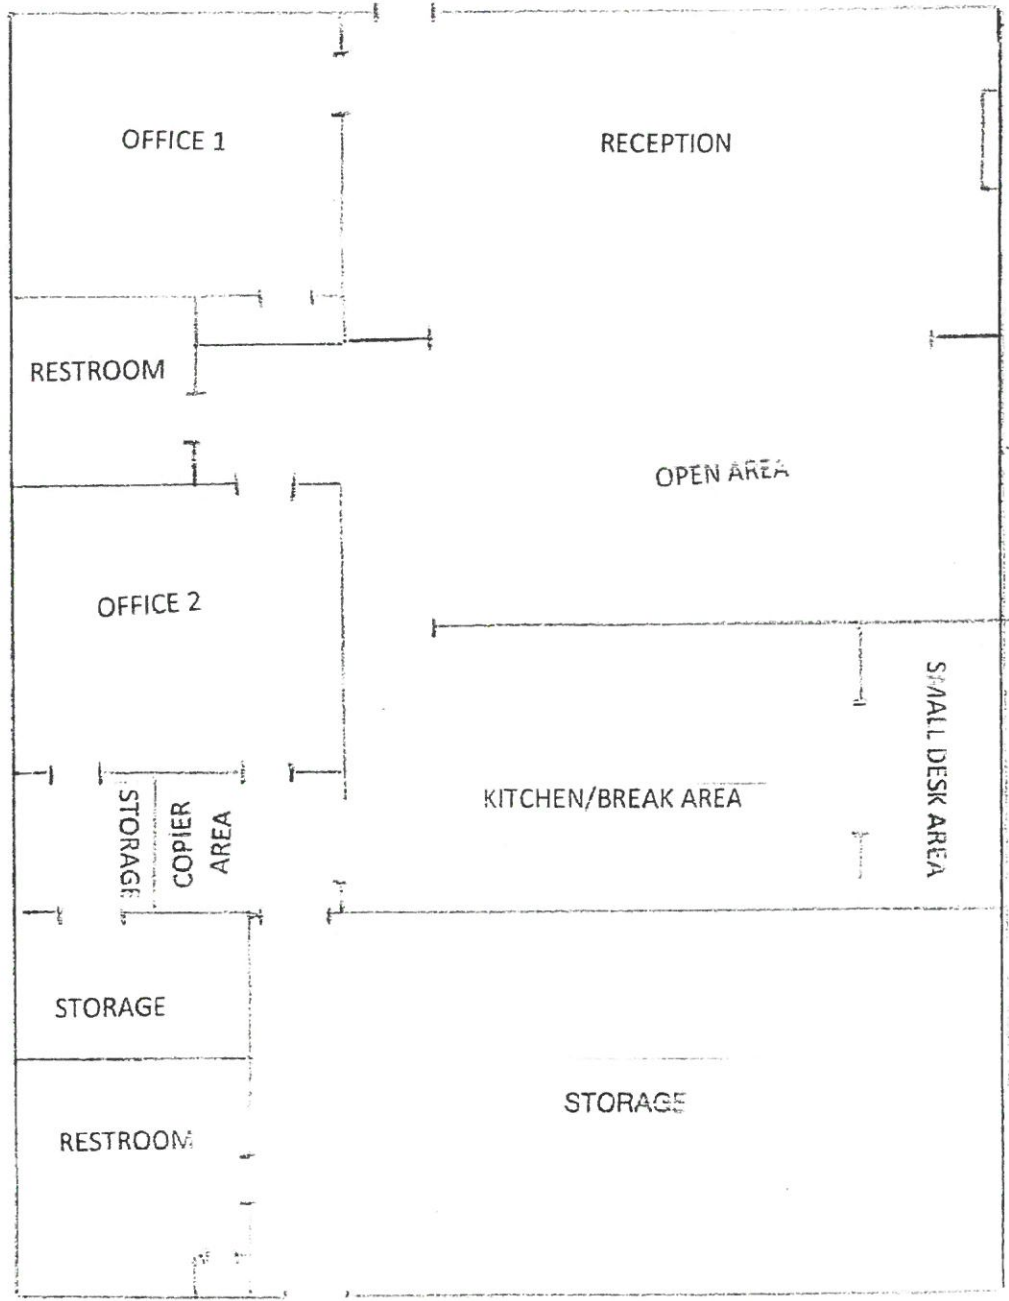 OFFICE 1
RECEPTION
RESTROOM
OPEN AREA
OFFICE 2
SMALL DESK AREA
KITCHEN/BREAK AREA
STORAGE
COPIER
AREA
STORAGE
STORAGE
RESTROOM